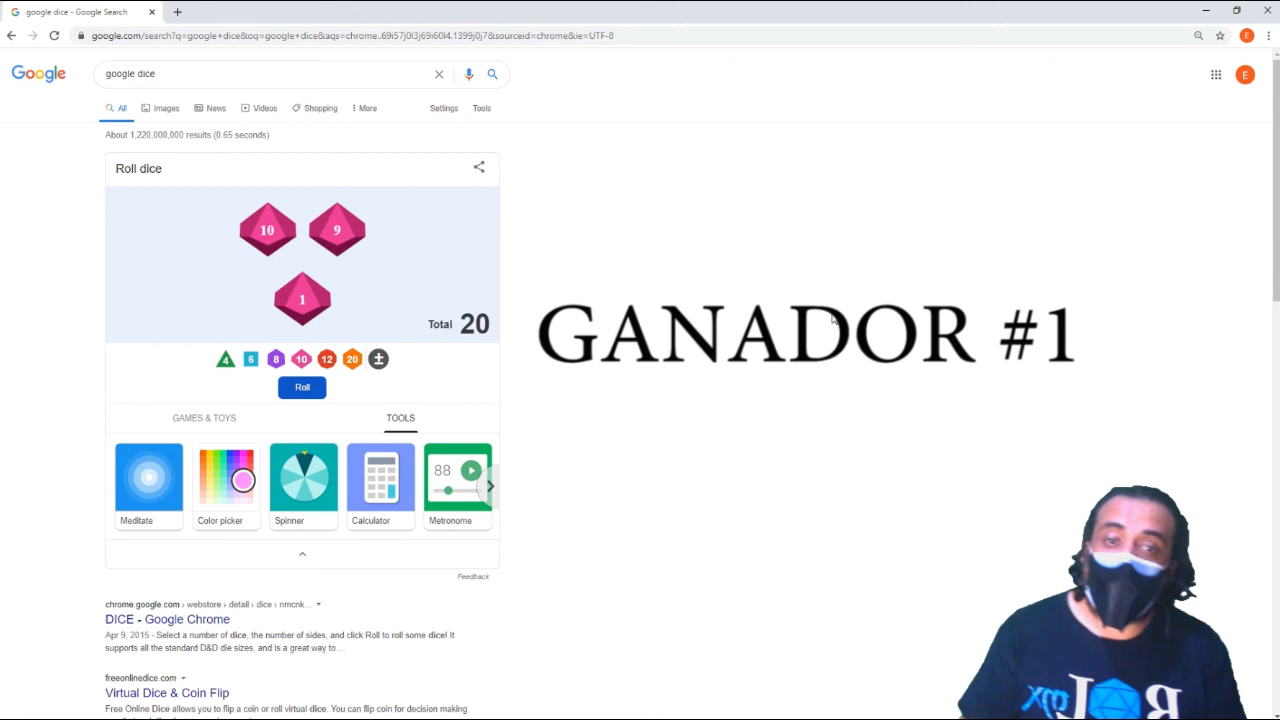 google dice - Google Search
google.com/search?q=google+dice&oq=google+dice&aqs=chrome..69i57j0l3j69i60l4.1399j0j7&sourceid=chrome&ie=UTF-8
E
Google
google dice
E
All
Images
News
Videos
Shopping
More
Settings
Tools
About 1,220,000,000 results (0.65 seconds)
Roll dice
10
9
1
Total 20
4
6
8
10
12
20
±
Roll
GANADOR #1
GAMES & TOYS
TOOLS
88
Meditate
Color picker
Spinner
Calculator
Metronome
Feedback
chrome.google.com › webstore › detail › dice › nmcnk...
DICE - Google Chrome
Apr 9, 2015 - Select a number of dice, the number of sides, and click Roll to roll some dice! It
supports all the standard D&D die sizes, and is a great way to ...
freeonlinedice.com
Virtual Dice & Coin Flip
Free Online Dice allows you to flip a coin or roll virtual dice. You can flip coin for decision making